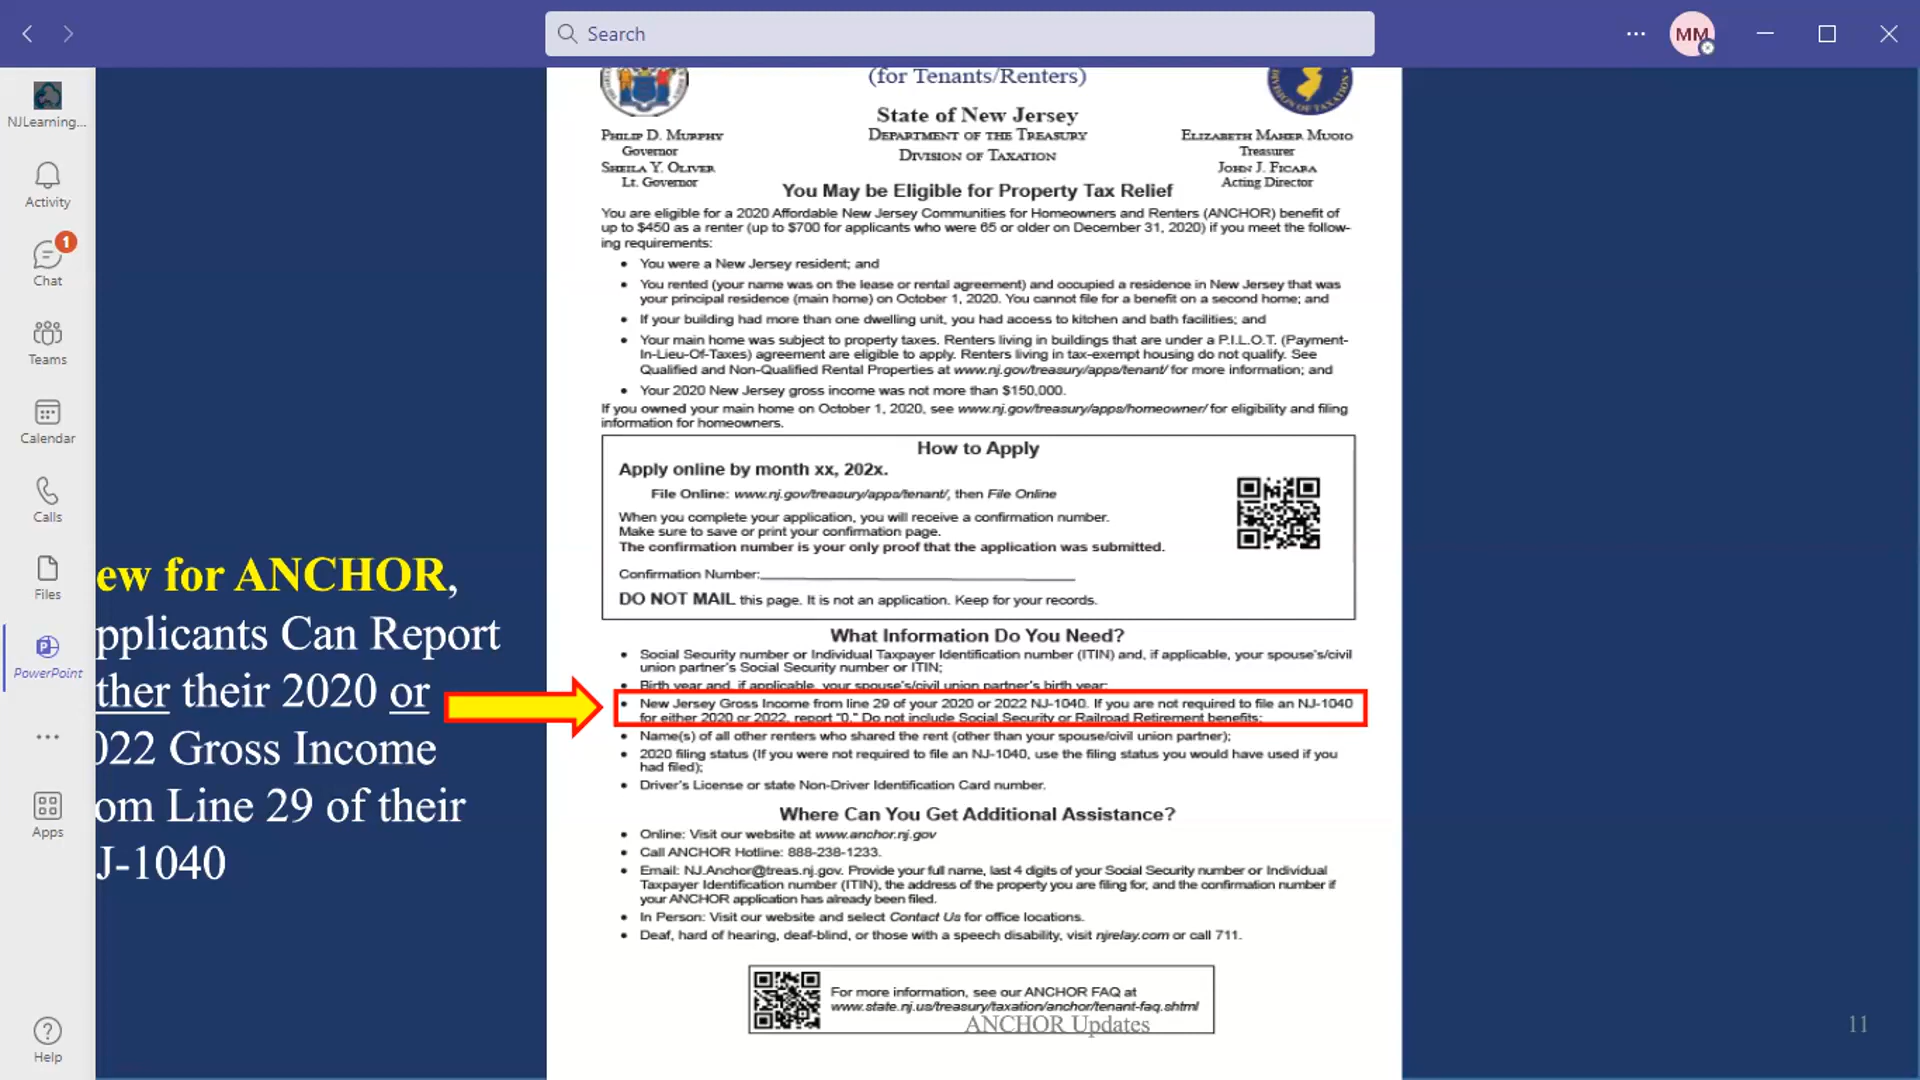 Search
MM
NJLearning...
Activity
1
Chat
Teams
Calendar
Calls
Files
PowerPoint
Apps
Help
ew for ANCHOR,
pplicants Can Report
ther their 2020 or
022 Gross Income
om Line 29 of their
J-1040
(for Tenants/Renters)
State of New Jersey
DEPARTMENT OF THE TREASURY
DIVISION OF TAXATION
PHILIP D. MURPHY
Governor
SHEILA Y. OLIVER
Lt. Governor
DIVISION OF TAXATION
ELIZABETH MAHER MUOIO
Treasurer
JOHN J. FICARA
Acting Director
You May be Eligible for Property Tax Relief
You are eligible for a 2020 Affordable New Jersey Communities for Homeowners and Renters (ANCHOR) benefit of
up to $450 as a renter (up to $700 for applicants who were 65 or older on December 31, 2020) if you meet the follow-
ing requirements:
• You were a New Jersey resident; and
• You rented (your name was on the lease or rental agreement) and occupied a residence in New Jersey that was
your principal residence (main home) on October 1, 2020. You cannot file for a benefit on a second home; and
• If your building had more than one dwelling unit, you had access to kitchen and bath facilities; and
• Your main home was subject to property taxes. Renters living in buildings that are under a P.I.L.O.T. (Payment-
In-Lieu-Of-Taxes) agreement are eligible to apply. Renters living in tax-exempt housing do not qualify. See
Qualified and Non-Qualified Rental Properties at www.nj.gov/treasury/apps/tenant/ for more information; and
• Your 2020 New Jersey gross income was not more than $150,000.
If you owned your main home on October 1, 2020, see www.nj.gov/treasury/apps/homeowner/ for eligibility and filing
information for homeowners.
How to Apply
Apply online by month xx, 202x.
File Online: www.nj.gov/treasury/apps/tenant/, then File Online
When you complete your application, you will receive a confirmation number.
Make sure to save or print your confirmation page.
The confirmation number is your only proof that the application was submitted.
Confirmation Number:
DO NOT MAIL this page. It is not an application. Keep for your records.
What Information Do You Need?
• Social Security number or Individual Taxpayer Identification number (ITIN) and, if applicable, your spouse's/civil
union partner's Social Security number or ITIN;
• Birth year and, if applicable, your spouse's/civil union partner's birth year;
• New Jersey Gross Income from line 29 of your 2020 or 2022 NJ-1040. If you are not required to file an NJ-1040
for either 2020 or 2022, report "0." Do not include Social Security or Railroad Retirement benefits;
• Name(s) of all other renters who shared the rent (other than your spouse/civil union partner);
• 2020 filing status (If you were not required to file an NJ-1040, use the filing status you would have used if you
had filed);
• Driver's License or state Non-Driver Identification Card number.
Where Can You Get Additional Assistance?
• Online: Visit our website at www.anchor.nj.gov
• Call ANCHOR Hotline: 888-238-1233.
• Email: NJ.Anchor@treas.nj.gov. Provide your full name, last 4 digits of your Social Security number or Individual
Taxpayer Identification number (ITIN), the address of the property you are filing for, and the confirmation number if
your ANCHOR application has already been filed.
• In Person: Visit our website and select Contact Us for office locations.
• Deaf, hard of hearing, deaf-blind, or those with a speech disability, visit njrelay.com or call 711.
For more information, see our ANCHOR FAQ at
www.state.nj.us/treasury/taxation/anchor/tenant-faq.shtml
ANCHOR Updates
11